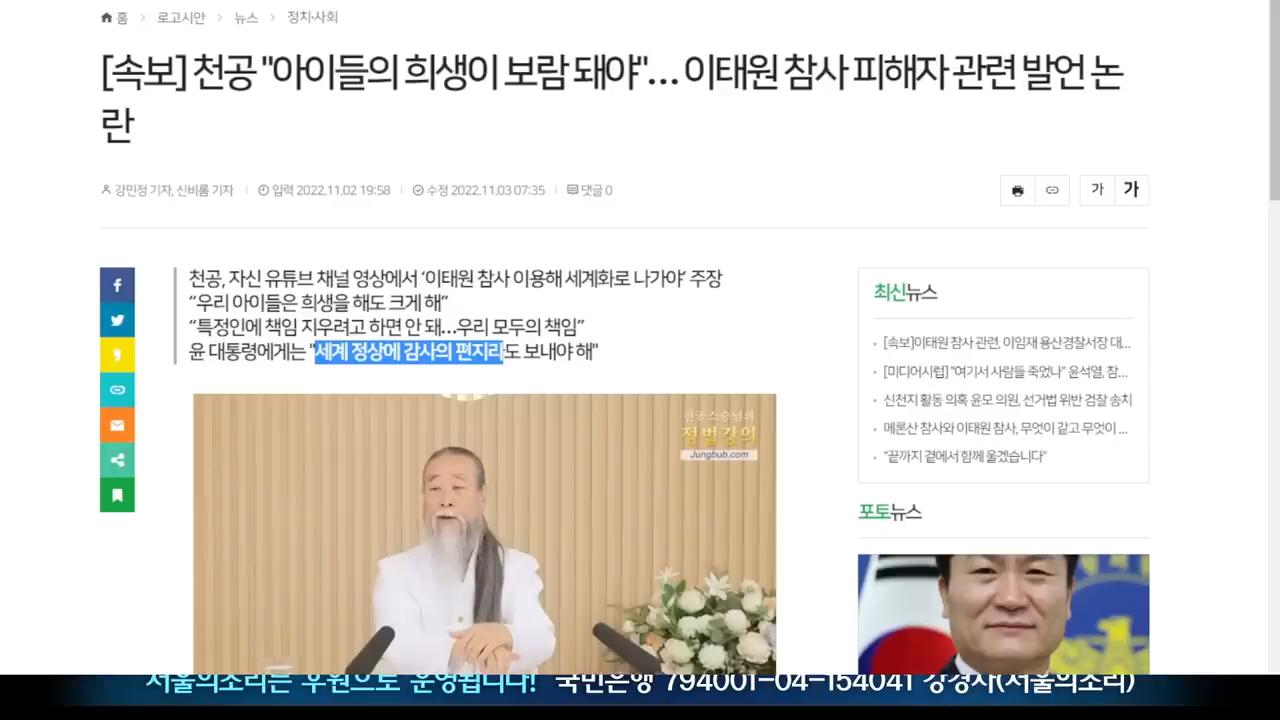 홈 > 로고시안 > 뉴스 > 정치·사회
[속보] 천공 "아이들의 희생이 보람 돼야"... 이태원 참사 피해자 관련 발언 논
란
강민정 기자, 신비롬 기자 입력 2022.11.02 19:58 수정 2022.11.03 07:35 댓글 0
가 가
천공, 자신 유튜브 채널 영상에서 ‘이태원 참사 이용해 세계화로 나가야’ 주장
“우리 아이들은 희생을 해도 크게 해”
“특정인에 책임 지우려고 하면 안 돼...우리 모두의 책임”
윤 대통령에게는 "세계 정상에 감사의 편지라도 보내야 해"
천공스승님의
정법강의
Jungbub.com
최신뉴스
[속보]이태원 참사 관련, 이임재 용산경찰서장 대...
[미디어시럽] "여기서 사람들 죽었나" 윤석열, 참...
신천지 활동 의혹 윤모 의원, 선거법 위반 검찰 송치
메론산 참사와 이태원 참사, 무엇이 같고 무엇이 ...
"끝까지 곁에서 함께 울겠습니다"
포토뉴스
서울의소리는 후원으로 운영됩니다! 국민은행 794001-04-154041 강경사(서울의소리)